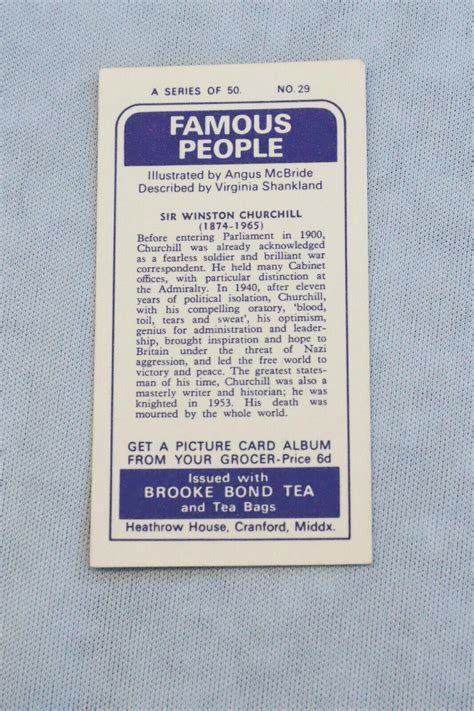 A SERIES OF 50. NO.29
FAMOUS
PEOPLE
Illustrated by Angus McBride
Described by Virginia Shankland
SIR WINSTON CHURCHILL
(1874-1965)
Before entering Parliament in 1900,
Churchill was already acknowledged
as a fearless soldier and brilliant war
correspondent. He held many Cabinet
offices, with particular distinction at
the Admiralty. In 1940, after eleven
years of political isolation, Churchill,
with his compelling oratory, 'blood,
toil, tears and sweat', his optimism,
genius for administration and leader-
ship, brought inspiration and hope to
Britain under the threat of Nazi
aggression, and led the free world to
victory and peace. The greatest states-
man of his time, Churchill was also a
masterly writer and historian; he was
knighted in 1953. His death was
mourned by the whole world.
GET A PICTURE CARD ALBUM
FROM YOUR GROCER-Price 6d
Issued with
BROOKE BOND TEA
and Tea Bags
Heathrow House, Cranford, Middx.